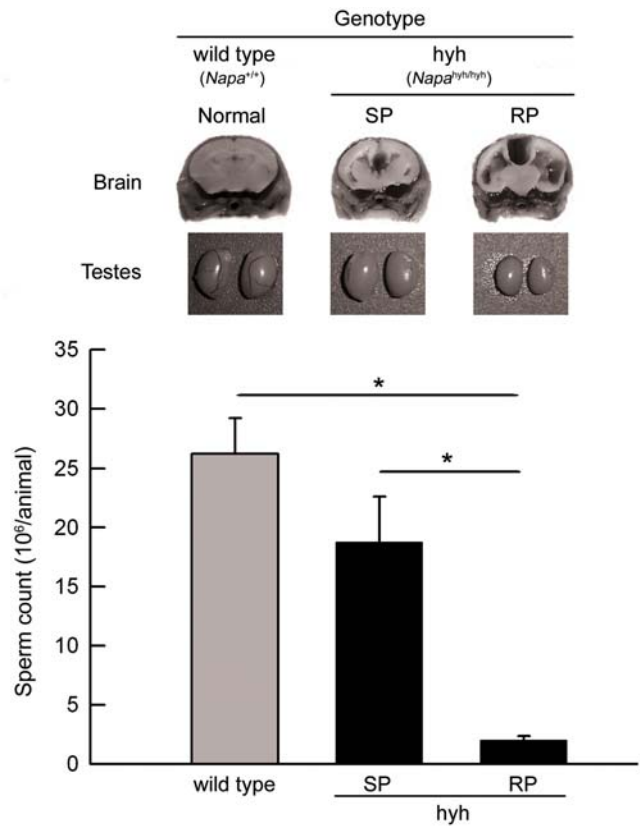 Genotype
wild type hyh
(Napa+/+) (Napahyh/hyh)
Normal SP RP
Brain
Testes
35
30
25
20
15
10
5
0
Sperm count (10⁶/animal)
*
*
wild type SP RP
hyh